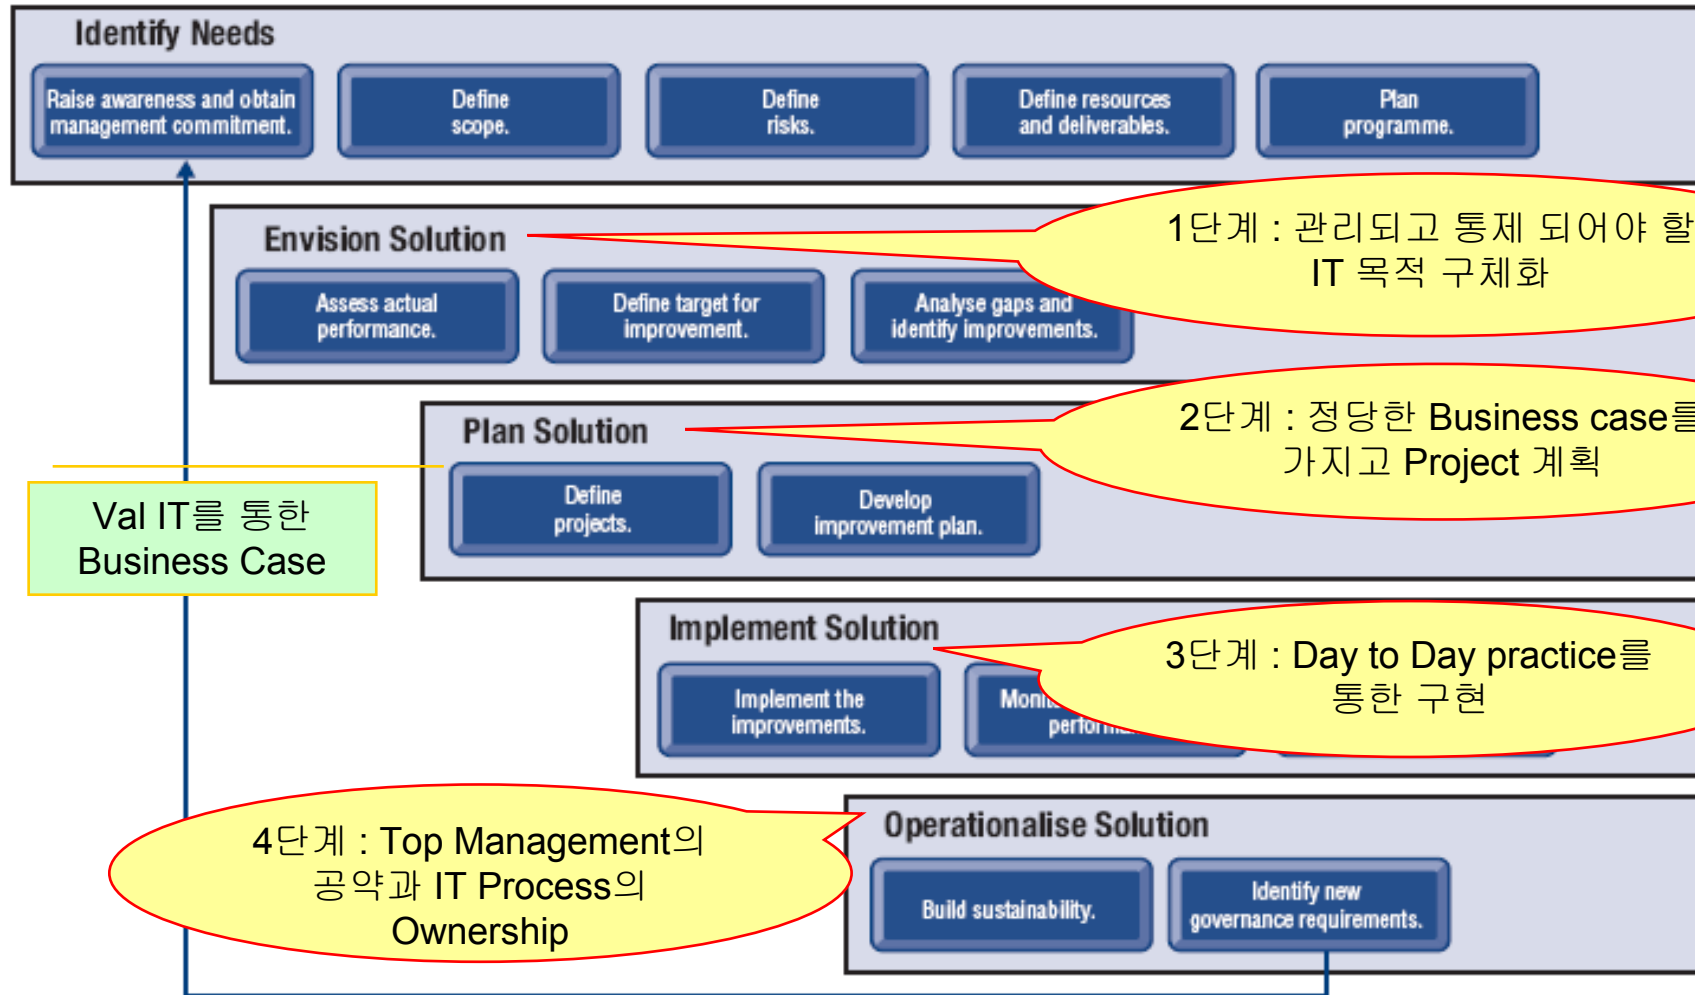 Identify Needs
Raise awareness and obtain
management commitment.
Define
scope.
Define
risks.
Define resources
and deliverables.
Plan
programme.
Envision Solution
1단계 : 관리되고 통제 되어야 할
IT 목적 구체화
Assess actual
performance.
Define target for
improvement.
Analyse gaps and
identify improvements.
Plan Solution
2단계 : 정당한 Business case를
가지고 Project 계획
Define
projects.
Develop
improvement plan.
Val IT를 통한
Business Case
Implement Solution
3단계 : Day to Day practice를
통한 구현
Implement the
improvements.
Operationalise Solution
4단계 : Top Management의
공약과 IT Process의
Ownership
Build sustainability.
Identify new
governance requirements.